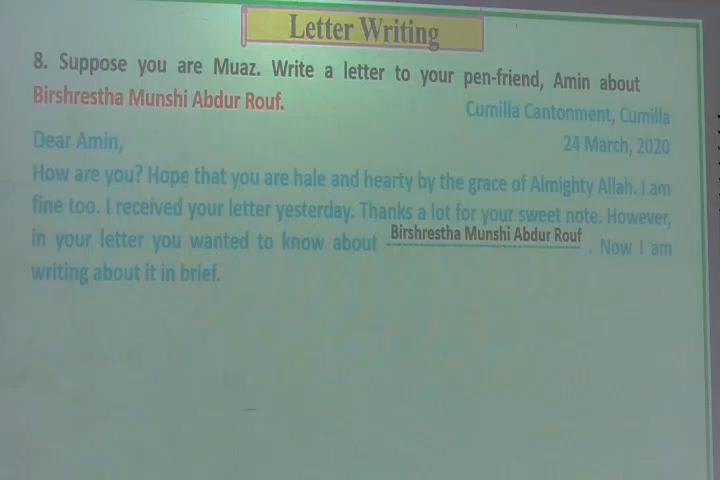 Letter Writing
8. Suppose you are Muaz. Write a letter to your pen-friend, Amin about
Birshrestha Munshi Abdur Rouf.
Cumilla Cantonment, Cumilla
Dear Amin,
24 March, 2020
How are you? Hope that you are hale and hearty by the grace of Almighty Allah. I am
fine too. I received your letter yesterday. Thanks a lot for your sweet note. However,
in your letter you wanted to know about Birshrestha Munshi Abdur Rouf . Now I am
writing about it in brief.